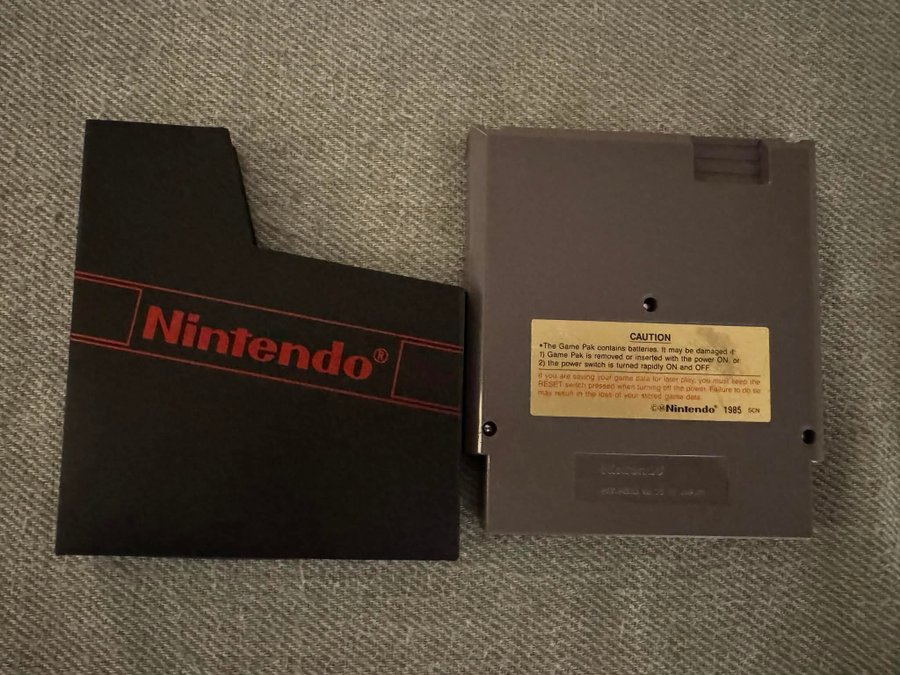 Nintendo®
CAUTION
•The Game Pak contains batteries. It may be damaged if
1) Game Pak is removed or inserted with the power ON, or
2) the power switch is turned rapidly ON and OFF.
If you are saving your game data for later play, you must keep the
RESET switch pressed when turning off the power. Failure to do so
may result in the loss of your stored game data.
©Nintendo® 1985 SCN
Nintendo